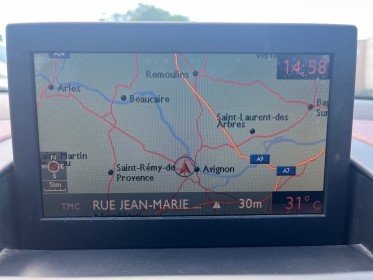 14:58
Remoulins
Arles
Beaucaire
Saint-Laurent-des
Arbres
A9
A7
N
S
Martin
5km
Saint-Rémy-de
Provence
Avignon
TMC RUE JEAN-MARIE ... 30m 31°C